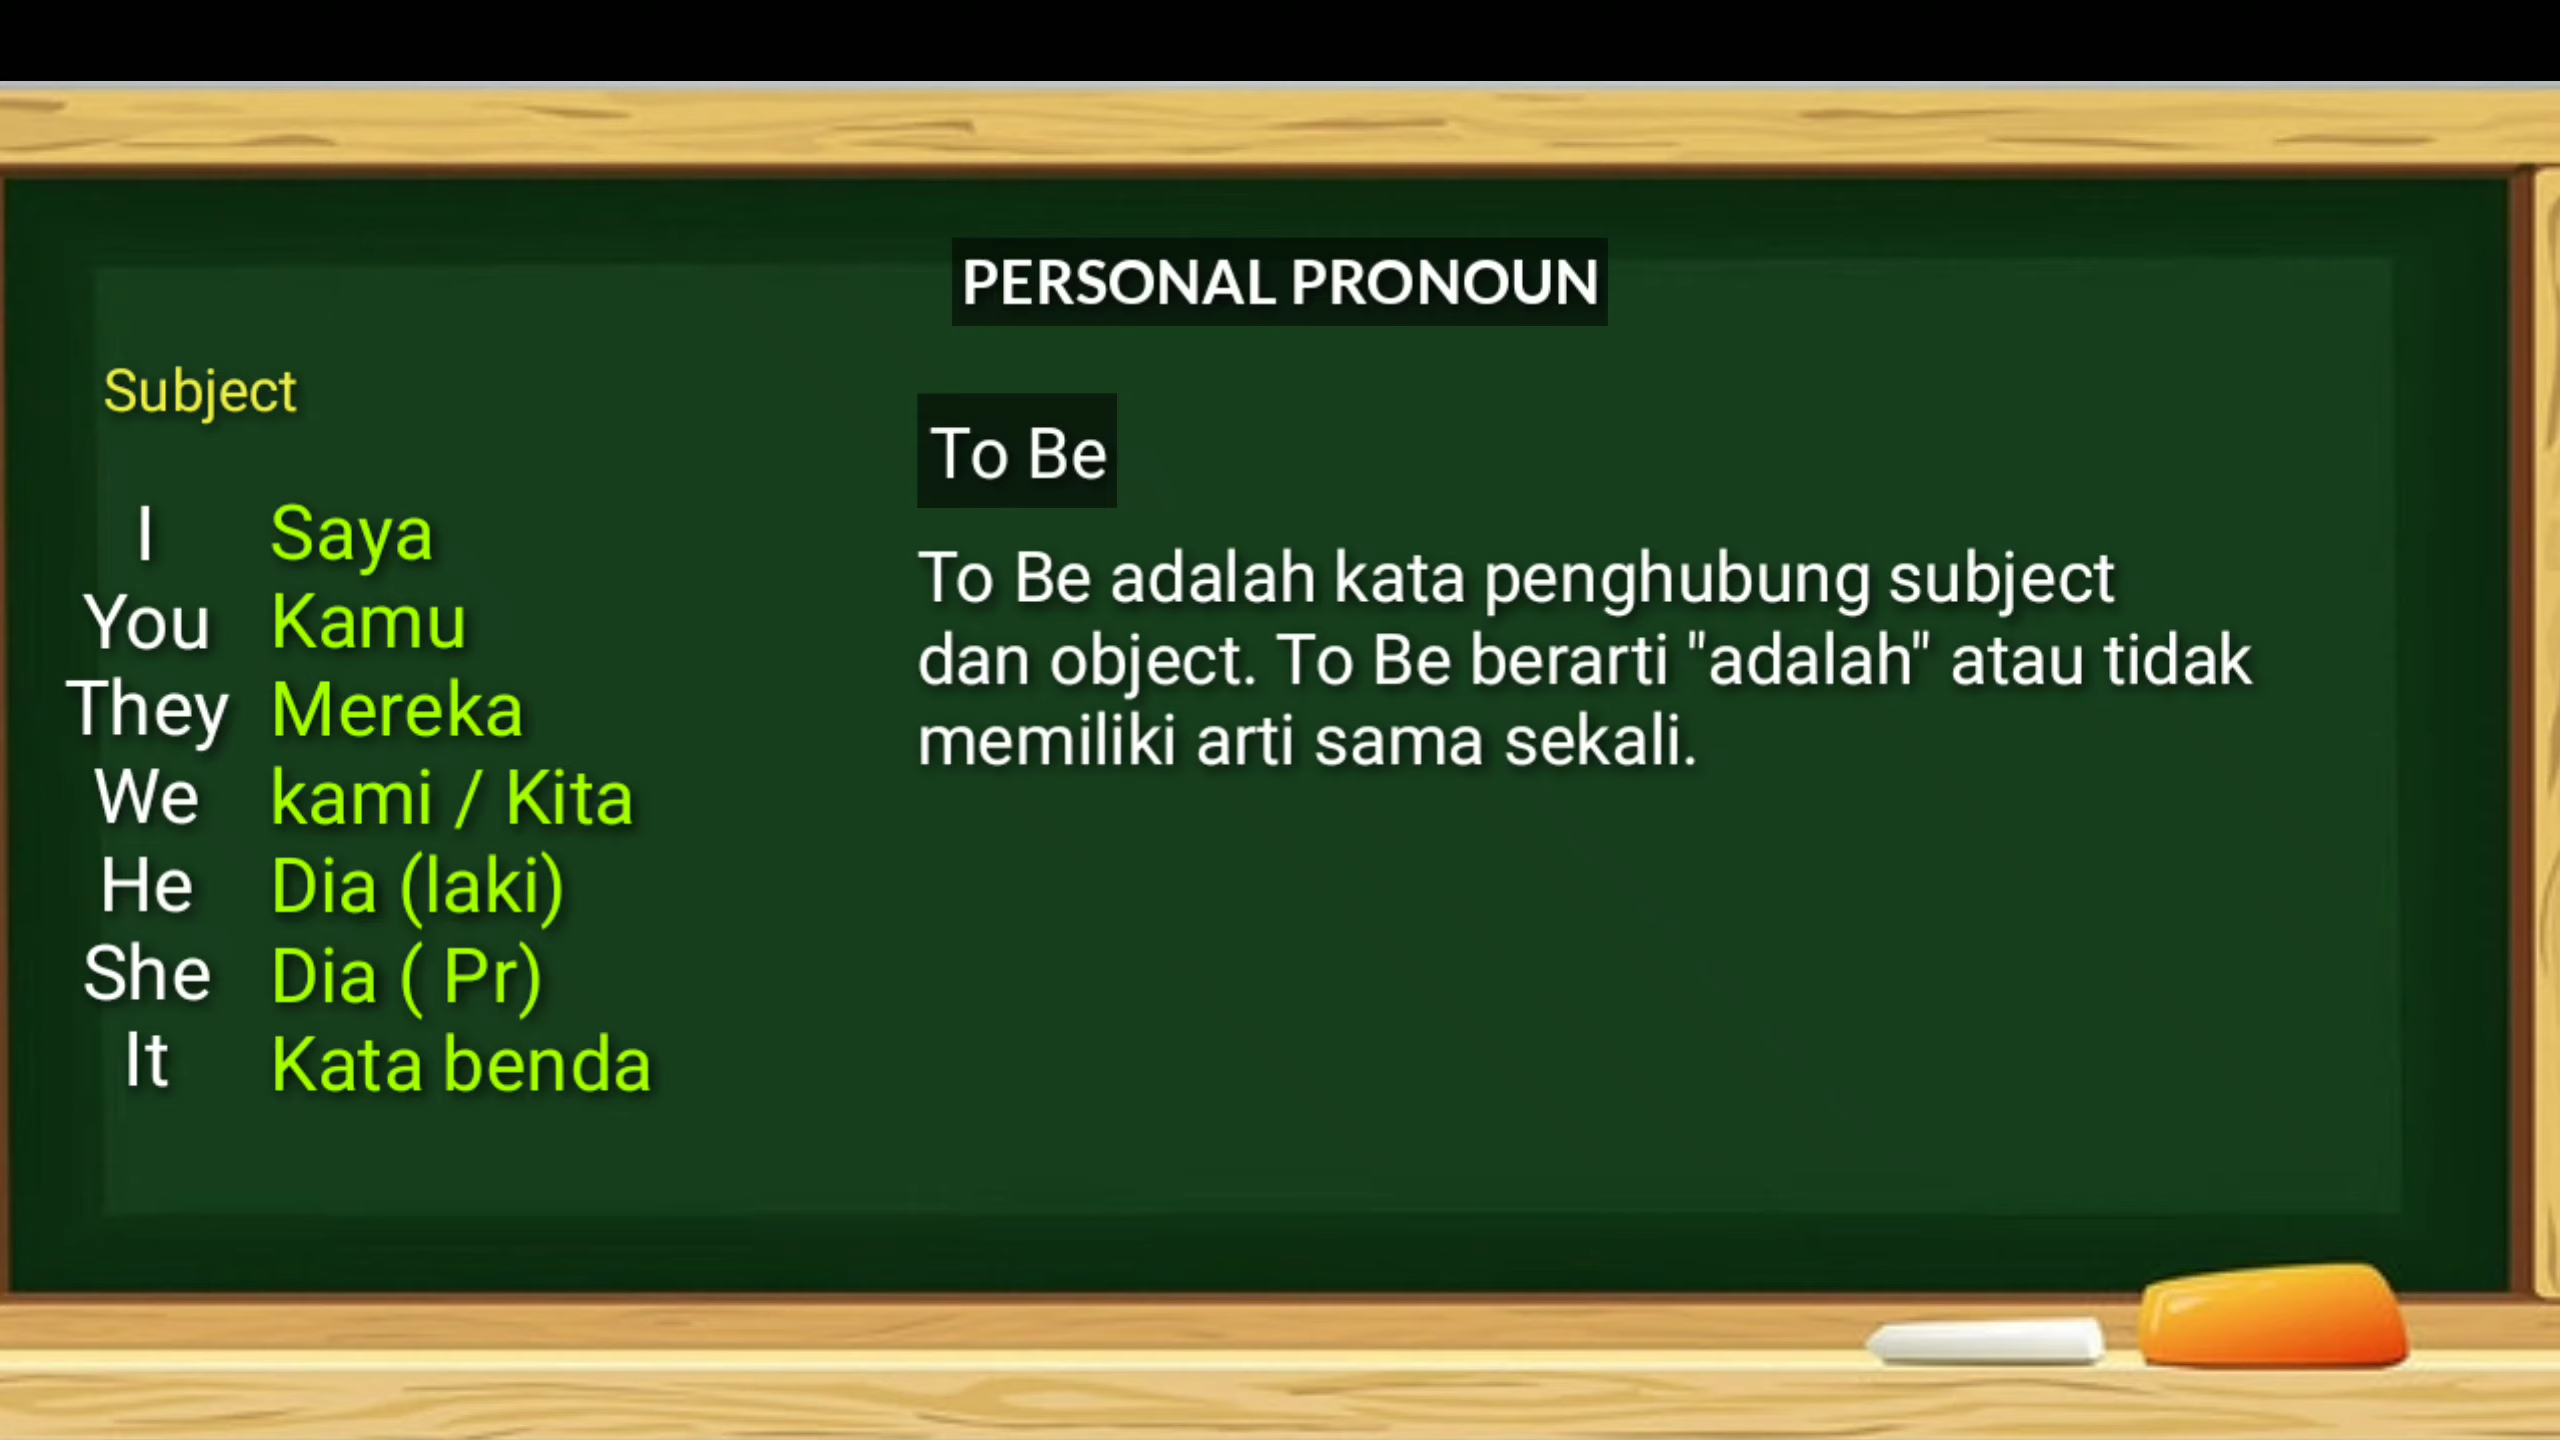 PERSONAL PRONOUN
Subject
I Saya
You Kamu
They Mereka
We kami / Kita
He Dia (laki)
She Dia ( Pr)
It Kata benda
To Be
To Be adalah kata penghubung subject
dan object. To Be berarti "adalah" atau tidak
memiliki arti sama sekali.